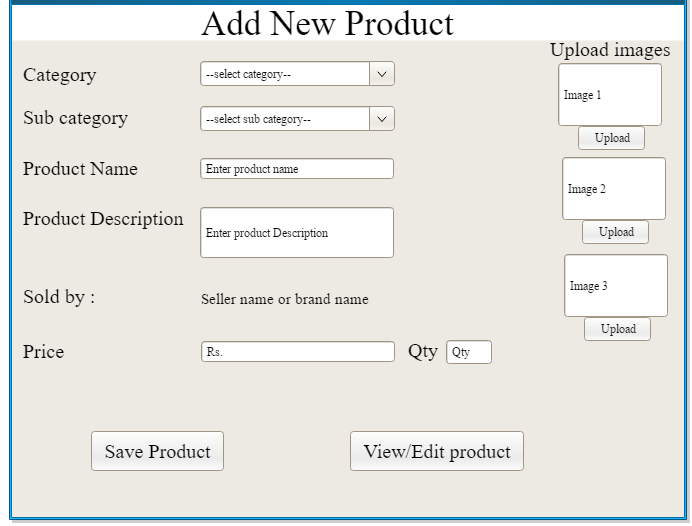 Add New Product
Upload images
Category
--select category--
Image 1
Upload
Sub category
--select sub category--
Product Name
Enter product name
Image 2
Upload
Product Description
Enter product Description
Sold by :
Seller name or brand name
Image 3
Upload
Price
Rs.
Qty
Qty
Save Product
View/Edit product